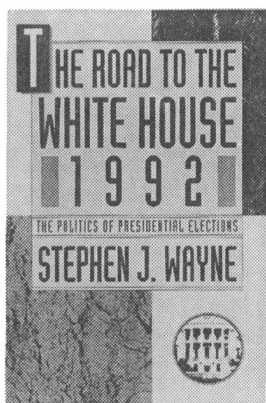 THE ROAD TO THE
WHITE HOUSE
1992
THE POLITICS OF PRESIDENTIAL ELECTIONS
STEPHEN J. WAYNE